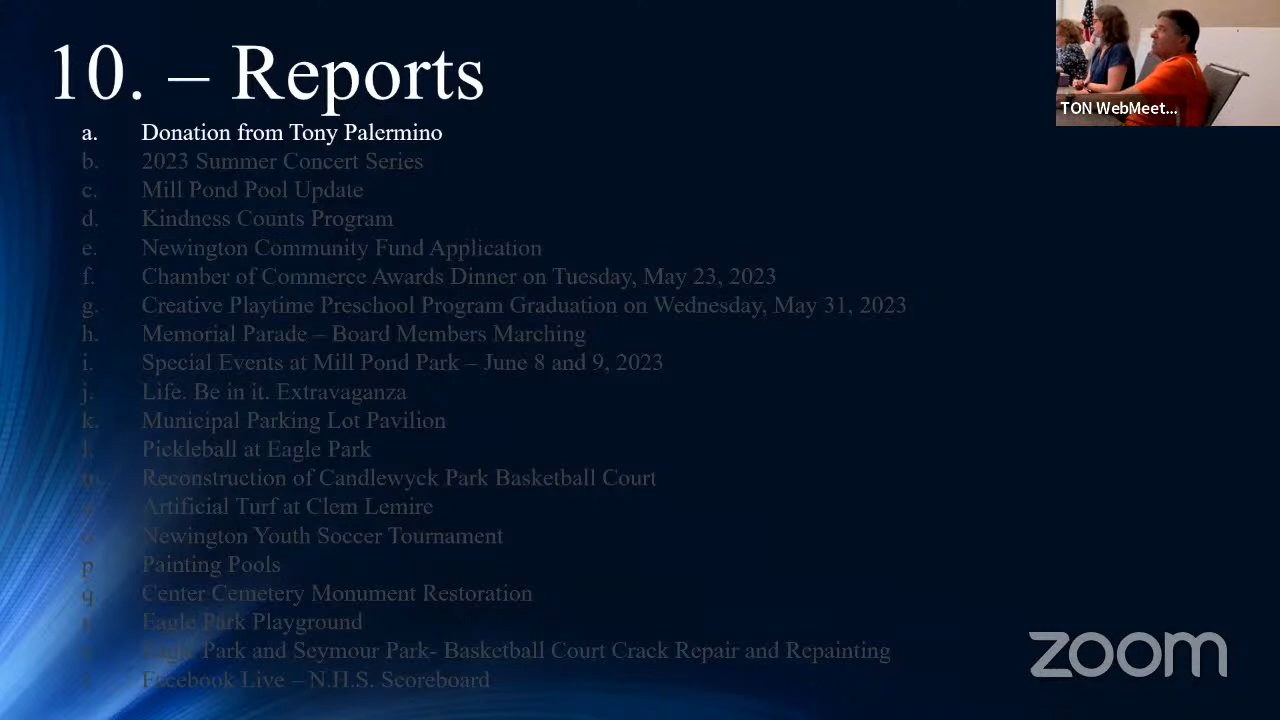 10. – Reports
a. Donation from Tony Palermino
b. 2023 Summer Concert Series
c. Mill Pond Pool Update
d. Kindness Counts Program
e. Newington Community Fund Application
f. Chamber of Commerce Awards Dinner on Tuesday, May 23, 2023
g. Creative Playtime Preschool Program Graduation on Wednesday, May 31, 2023
h. Memorial Parade – Board Members Marching
i. Special Events at Mill Pond Park – June 8 and 9, 2023
j. Life. Be in it. Extravaganza
k. Municipal Parking Lot Pavilion
l. Pickleball at Eagle Park
m. Reconstruction of Candlewyck Park Basketball Court
n. Artificial Turf at Clem Lemire
o. Newington Youth Soccer Tournament
p. Painting Pools
q. Center Cemetery Monument Restoration
r. Eagle Park Playground
s. Eagle Park and Seymour Park- Basketball Court Crack Repair and Repainting
t. Facebook Live – N.H.S. Scoreboard
TON WebMeet...
zoom